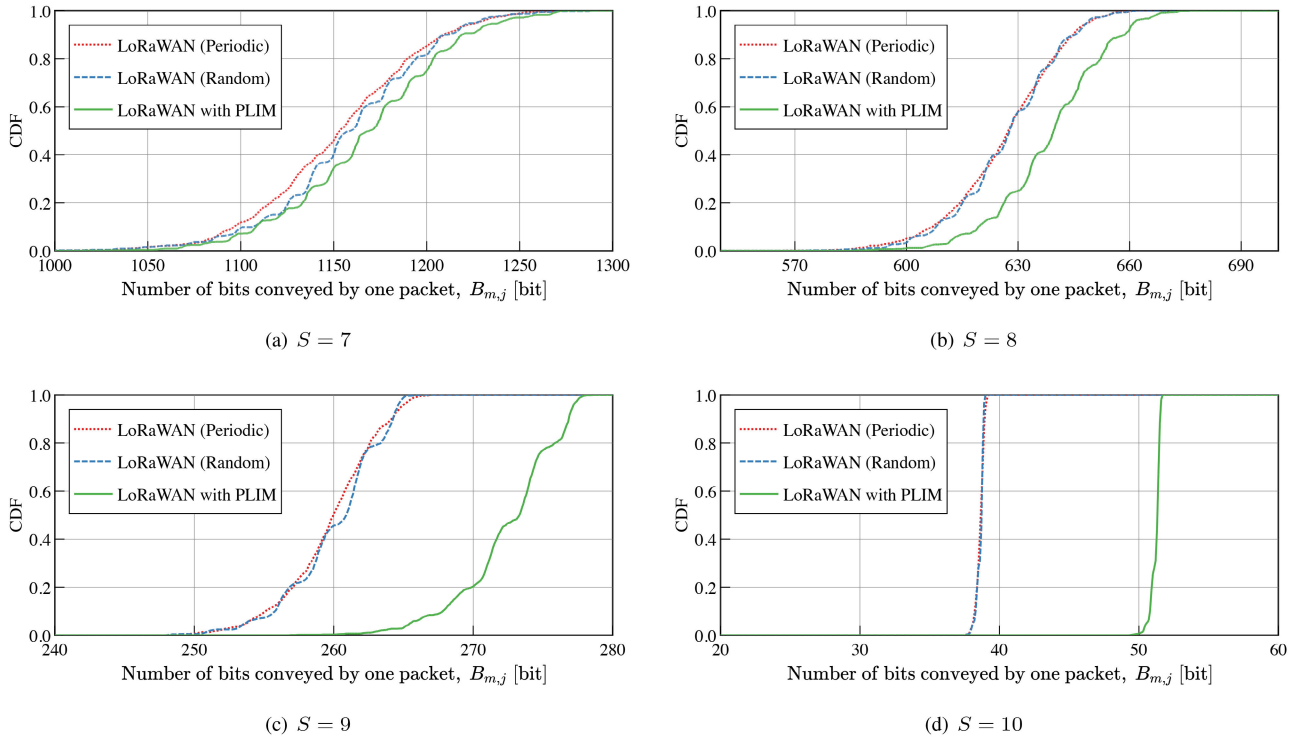 1.0
0.8
0.6
0.4
0.2
0.0
CDF
LoRaWAN (Periodic)
LoRaWAN (Random)
LoRaWAN with PLIM
1000 1050 1100 1150 1200 1250 1300
Number of bits conveyed by one packet, B_{m,j} [bit]
(a) S = 7
1.0
0.8
0.6
0.4
0.2
0.0
CDF
LoRaWAN (Periodic)
LoRaWAN (Random)
LoRaWAN with PLIM
570 600 630 660 690
Number of bits conveyed by one packet, B_{m,j} [bit]
(b) S = 8
1.0
0.8
0.6
0.4
0.2
0.0
CDF
LoRaWAN (Periodic)
LoRaWAN (Random)
LoRaWAN with PLIM
240 250 260 270 280
Number of bits conveyed by one packet, B_{m,j} [bit]
(c) S = 9
1.0
0.8
0.6
0.4
0.2
0.0
CDF
LoRaWAN (Periodic)
LoRaWAN (Random)
LoRaWAN with PLIM
20 30 40 50 60
Number of bits conveyed by one packet, B_{m,j} [bit]
(d) S = 10